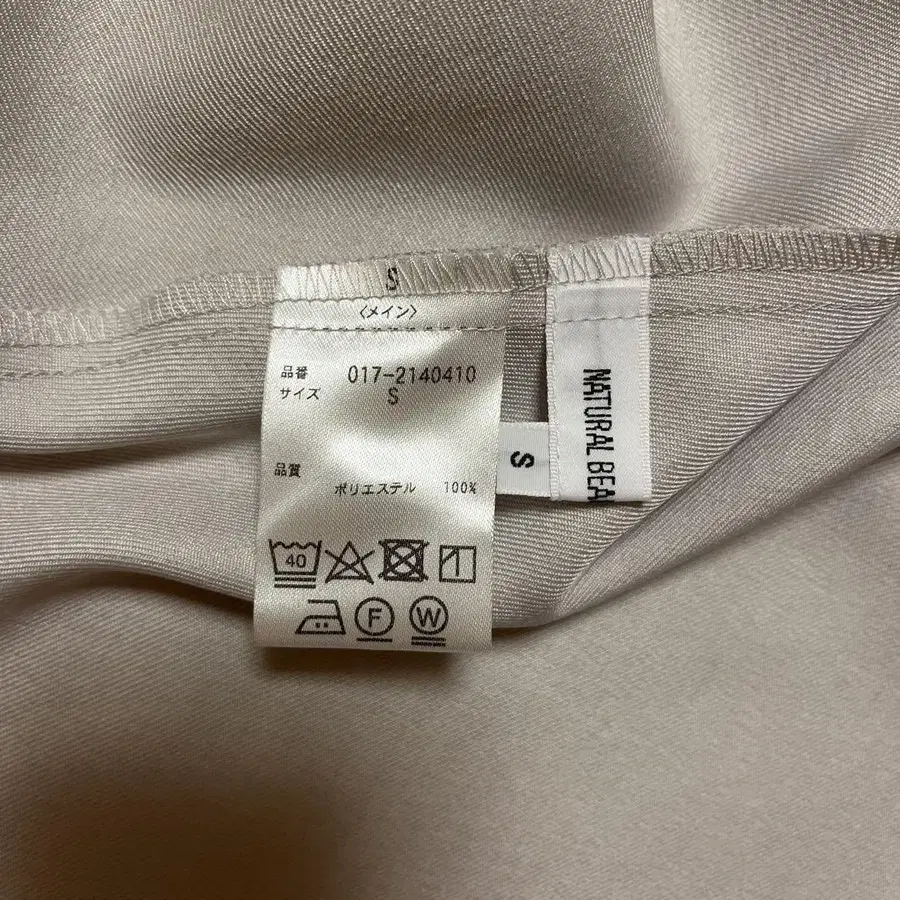 S
〈メイン〉
品番 017-2140410
サイズ S
品質
ポリエステル 100%
40
F
W
S
NATURAL BEA